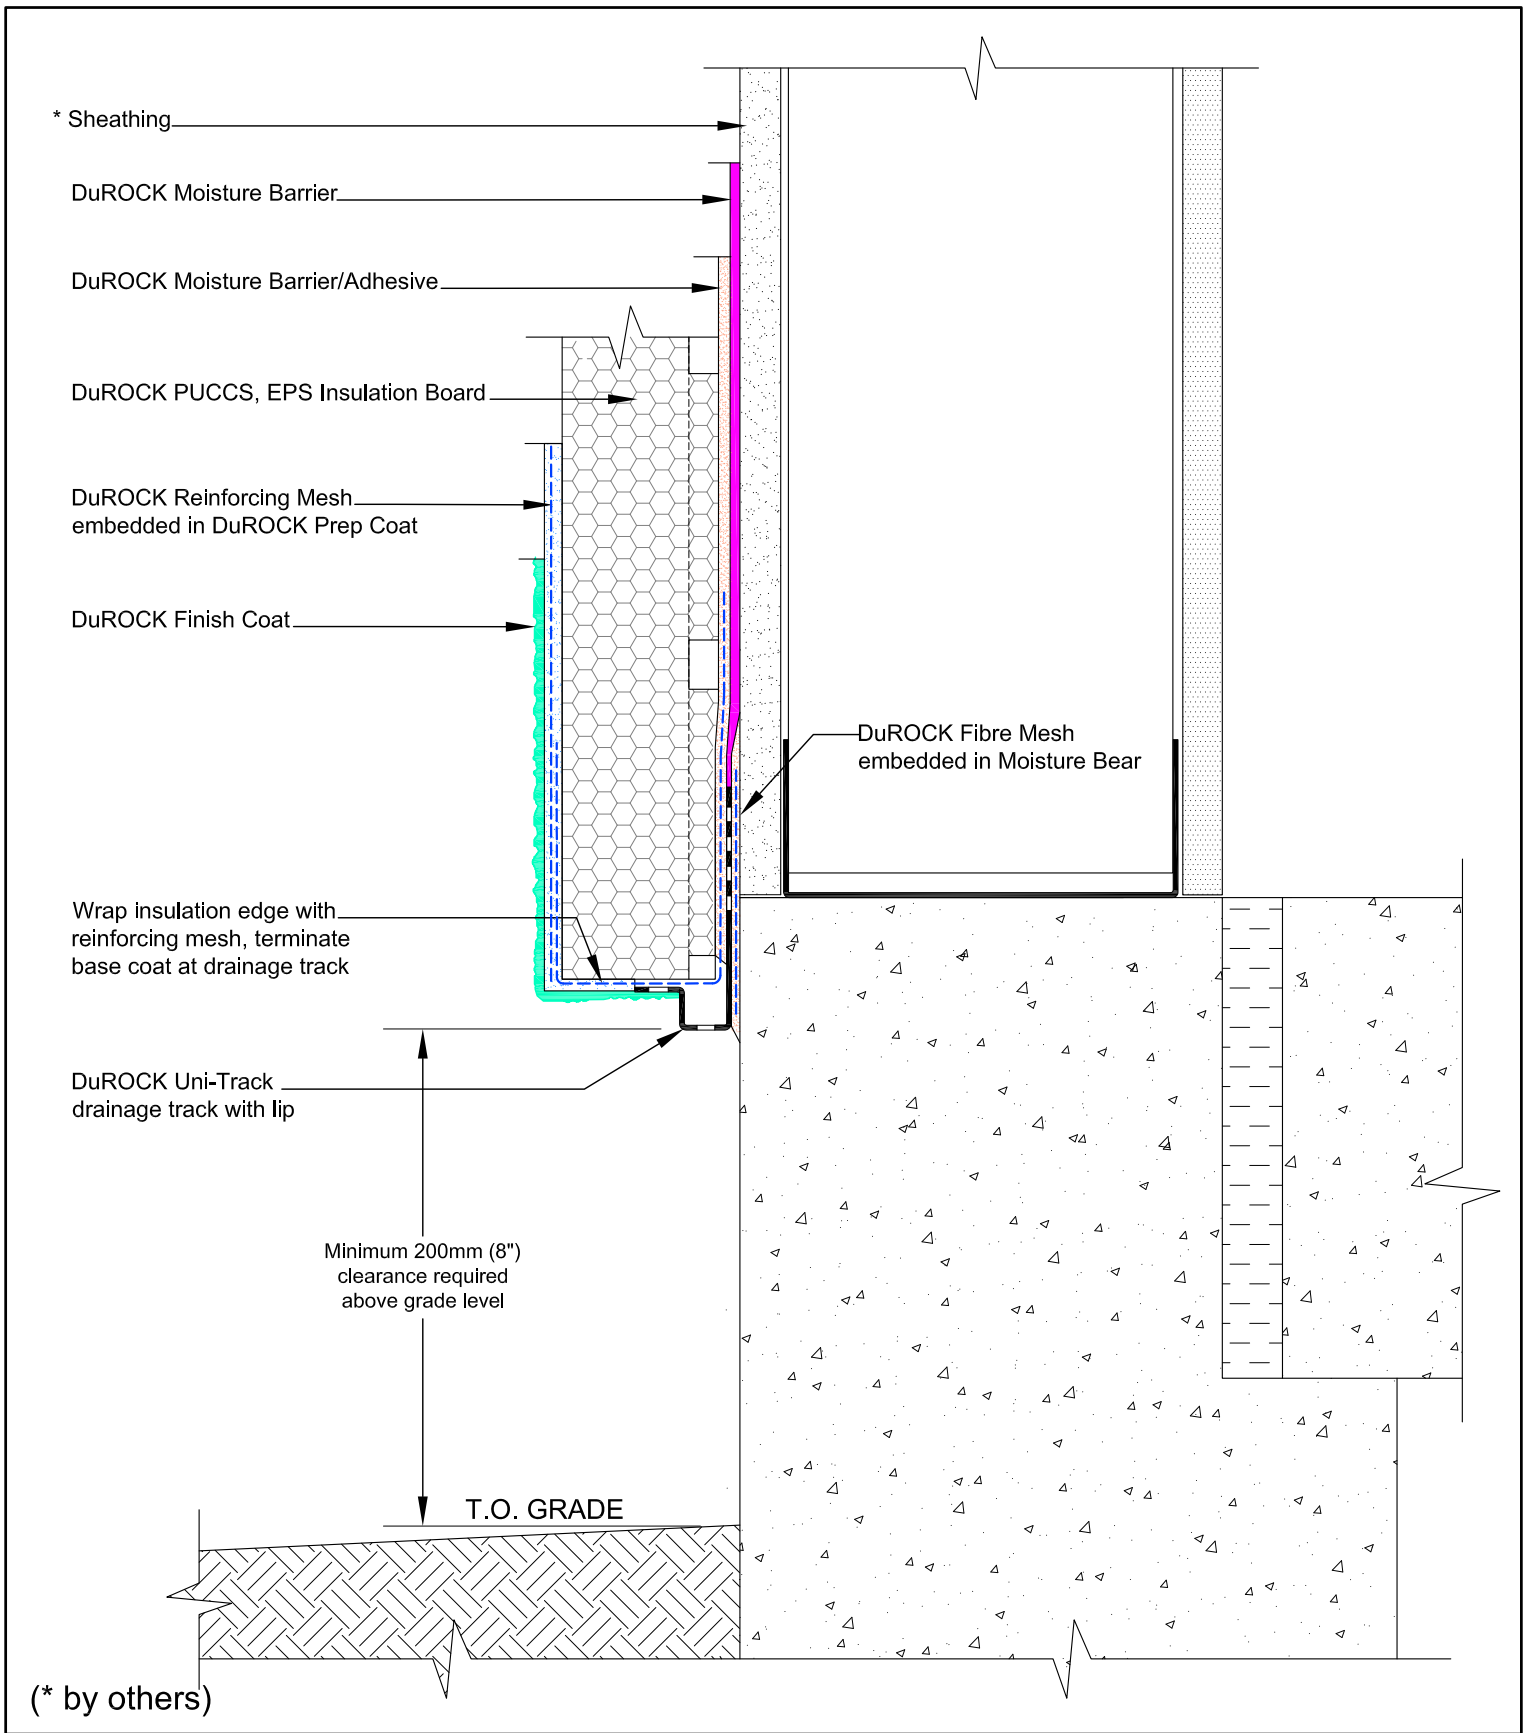 * Sheathing
DuROCK Moisture Barrier
DuROCK Moisture Barrier/Adhesive
DuROCK PUCCS, EPS Insulation Board
DuROCK Reinforcing Mesh
embedded in DuROCK Prep Coat
DuROCK Finish Coat
DuROCK Fibre Mesh
embedded in Moisture Bear
Wrap insulation edge with
reinforcing mesh, terminate
base coat at drainage track
DuROCK Uni-Track
drainage track with lip
Minimum 200mm (8")
clearance required
above grade level
T.O. GRADE
(* by others)